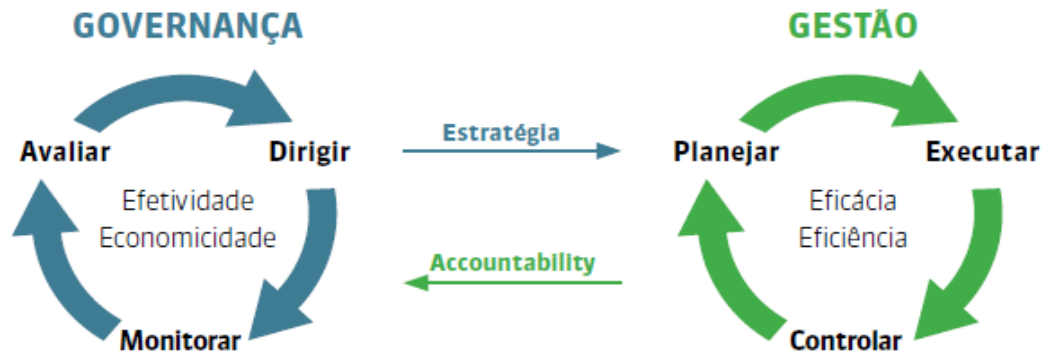 GOVERNANÇA
Avaliar
Dirigir
Efetividade
Economicidade
Monitorar
Estratégia
Accountability
GESTÃO
Planejar
Executar
Eficácia
Eficiência
Controlar